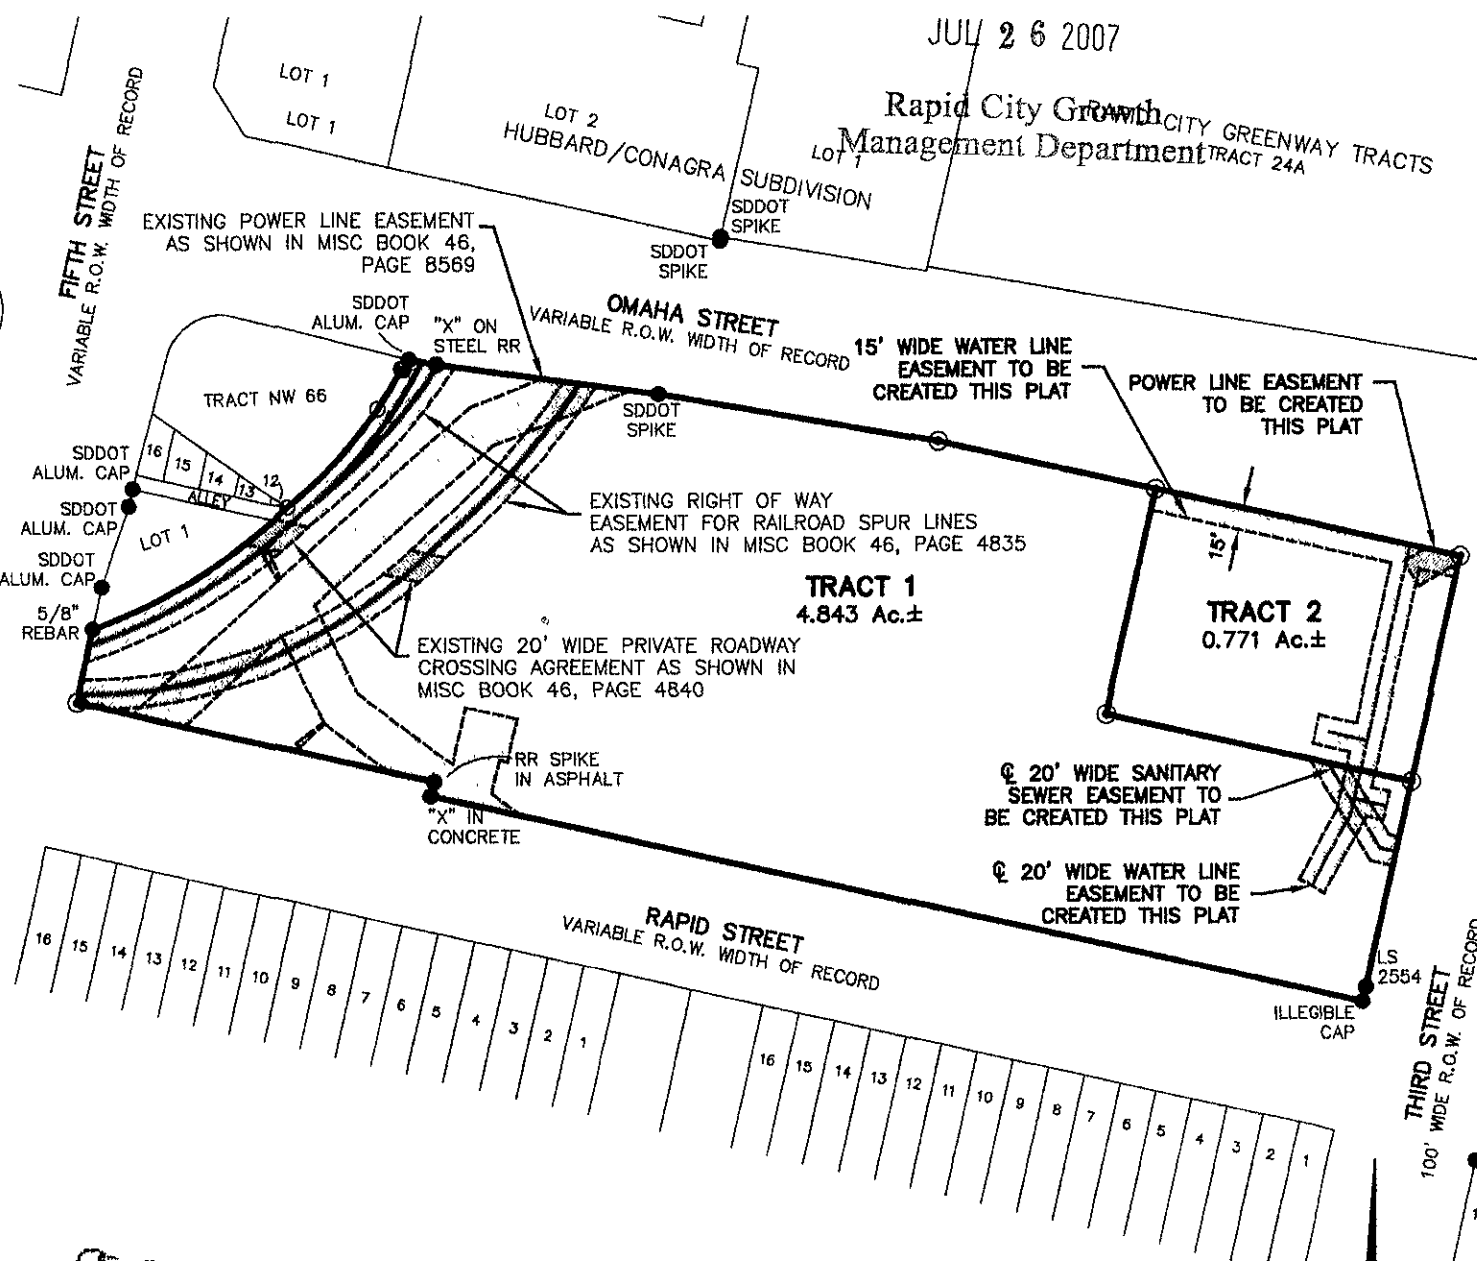 JUL 26 2007
Rapid City Growth
Management Department
CITY GREENWAY TRACTS
TRACT 24A
LOT 1
LOT 1
LOT 2
HUBBARD/CONAGRA SUBDIVISION
LOT 1
FIFTH STREET
VARIABLE R.O.W. WIDTH OF RECORD
EXISTING POWER LINE EASEMENT
AS SHOWN IN MISC BOOK 46,
PAGE 8569
SDDOT
SPIKE
SDDOT
SPIKE
OMAHA STREET
VARIABLE R.O.W. WIDTH OF RECORD
SDDOT
ALUM. CAP
"X" ON
STEEL RR
15' WIDE WATER LINE
EASEMENT TO BE
CREATED THIS PLAT
POWER LINE EASEMENT
TO BE CREATED
THIS PLAT
TRACT NW 66
SDDOT
SPIKE
SDDOT
ALUM. CAP
16
15
14
13
12
ALLEY
SDDOT
ALUM. CAP
LOT 1
SDDOT
ALUM. CAP
5/8"
REBAR
EXISTING RIGHT OF WAY
EASEMENT FOR RAILROAD SPUR LINES
AS SHOWN IN MISC BOOK 46, PAGE 4835
15'
TRACT 1
4.843 Ac.±
TRACT 2
0.771 Ac.±
EXISTING 20' WIDE PRIVATE ROADWAY
CROSSING AGREEMENT AS SHOWN IN
MISC BOOK 46, PAGE 4840
RR SPIKE
IN ASPHALT
"X" IN
CONCRETE
℄ 20' WIDE SANITARY
SEWER EASEMENT TO
BE CREATED THIS PLAT
℄ 20' WIDE WATER LINE
EASEMENT TO BE
CREATED THIS PLAT
RAPID STREET
VARIABLE R.O.W. WIDTH OF RECORD
LS
2554
ILLEGIBLE
CAP
THIRD STREET
100' WIDE R.O.W. OF RECORD
16 15 14 13 12 11 10 9 8 7 6 5 4 3 2 1
16 15 14 13 12 11 10 9 8 7 6 5 4 3 2 1